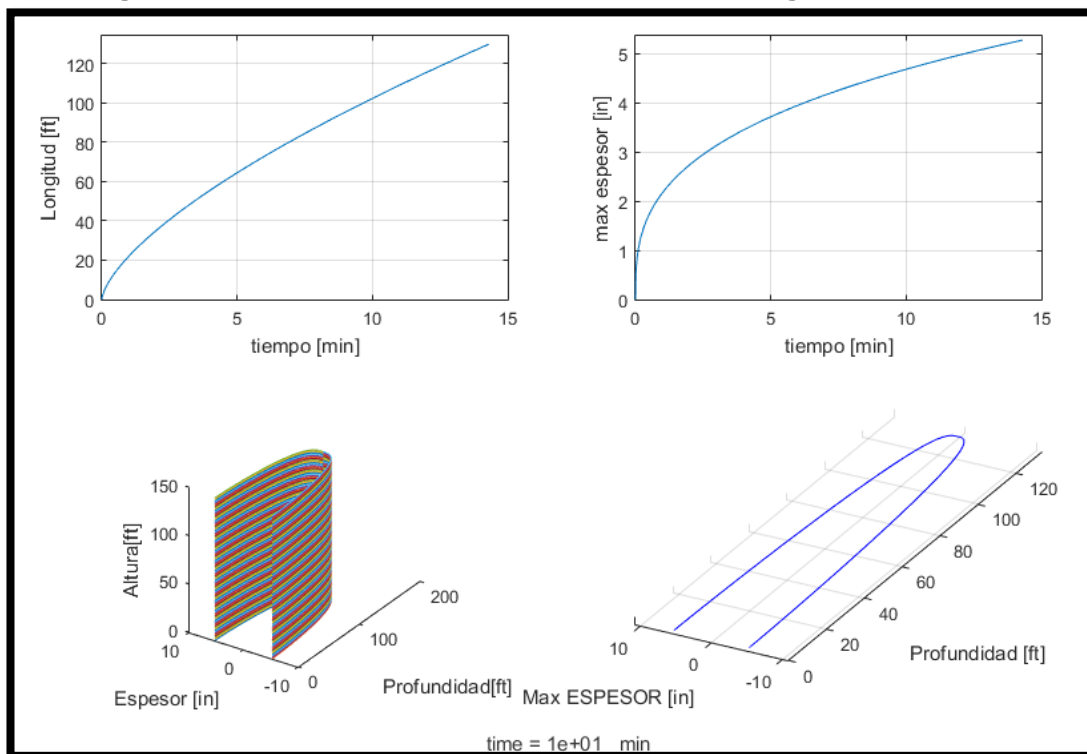 120
100
80
60
40
20
0
Longitud [ft]
0 5 10 15
tiempo [min]
5
4
3
2
1
0
max espesor [in]
0 5 10 15
tiempo [min]
150
100
50
0
Altura[ft]
10 0 -10
Espesor [in]
0 100 200
Profundidad[ft]
10 0 -10
Max ESPESOR [in]
0 20 40 60 80 100 120
Profundidad [ft]
time = 1e+01 min